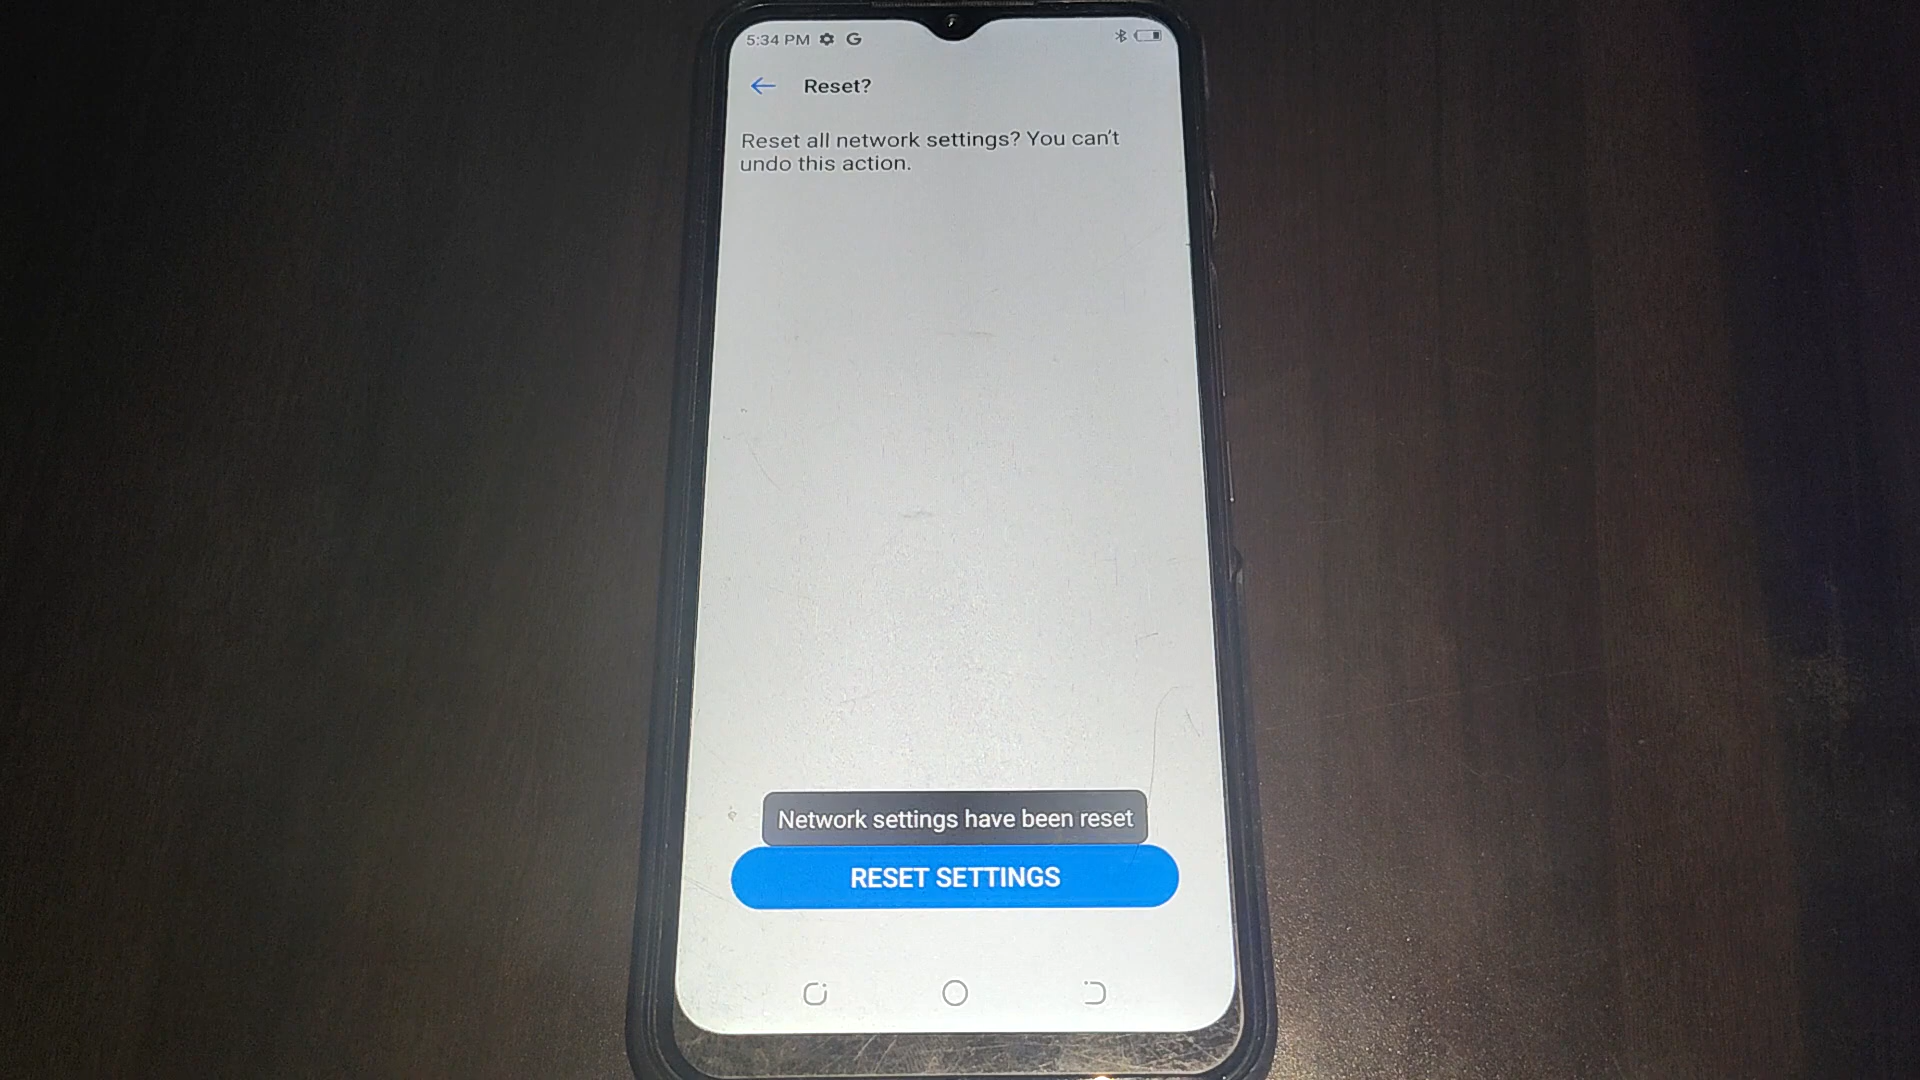 5:34 PM G
Reset?
Reset all network settings? You can't
undo this action.
Network settings have been reset
RESET SETTINGS